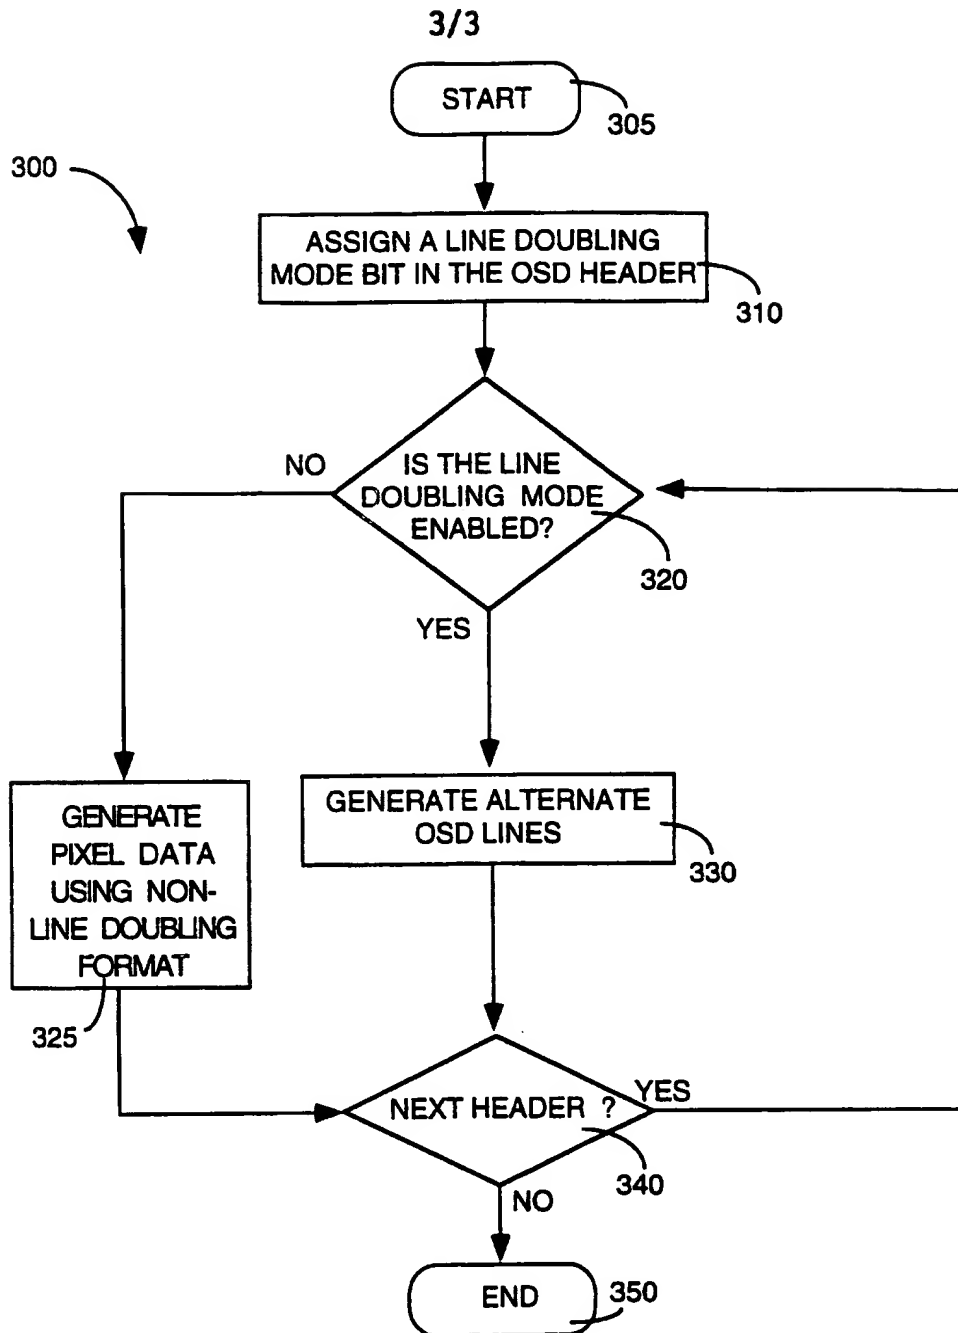 3/3
START
305
300
ASSIGN A LINE DOUBLING
MODE BIT IN THE OSD HEADER
310
NO
IS THE LINE
DOUBLING MODE
ENABLED?
320
YES
GENERATE
PIXEL DATA
USING NON-
LINE DOUBLING
FORMAT
325
GENERATE ALTERNATE
OSD LINES
330
NEXT HEADER ?
YES
340
NO
END
350